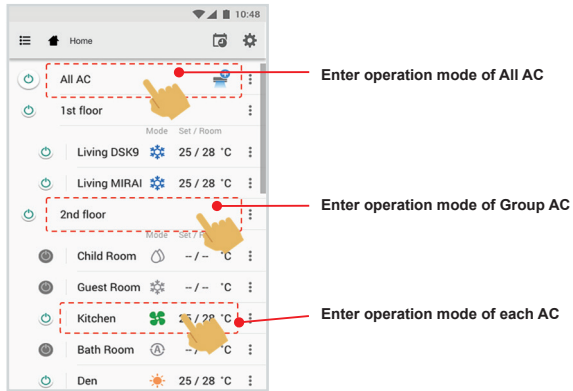 10:48
Home
All AC
Enter operation mode of All AC
1st floor
Mode Set / Room
Living DSK9 25 / 28 °C
Living MIRAI 25 / 28 °C
2nd floor
Enter operation mode of Group AC
Mode Set /
Child Room -- / -- °C
Guest Room -- / -- °C
Kitchen / 28 °C
Enter operation mode of each AC
Bath Room A -- / °C
Den 25 / 28 °C